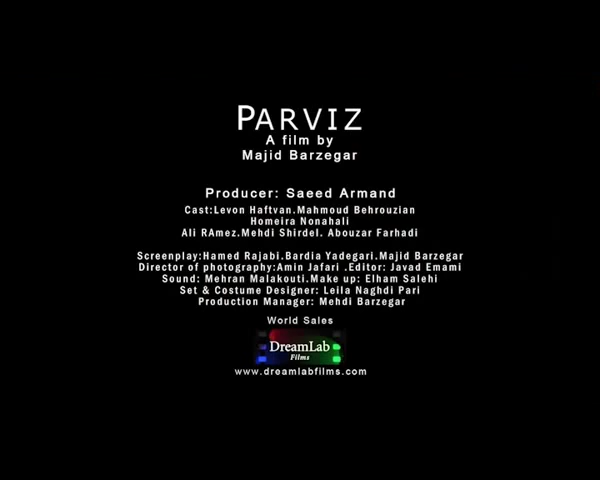 PARVIZ
A film by
Majid Barzegar
Producer: Saeed Armand
Cast:Levon Haftvan.Mahmoud Behrouzian
Homeira Nonahali
Ali RAmez.Mehdi Shirdel. Abouzar Farhadi
Screenplay:Hamed Rajabi.Bardia Yadegari.Majid Barzegar
Director of photography:Amin Jafari .Editor: Javad Emami
Sound: Mehran Malakouti.Make up: Elham Salehi
Set & Costume Designer: Leila Naghdi Pari
Production Manager: Mehdi Barzegar
World Sales
DreamLab
Films
www.dreamlabfilms.com